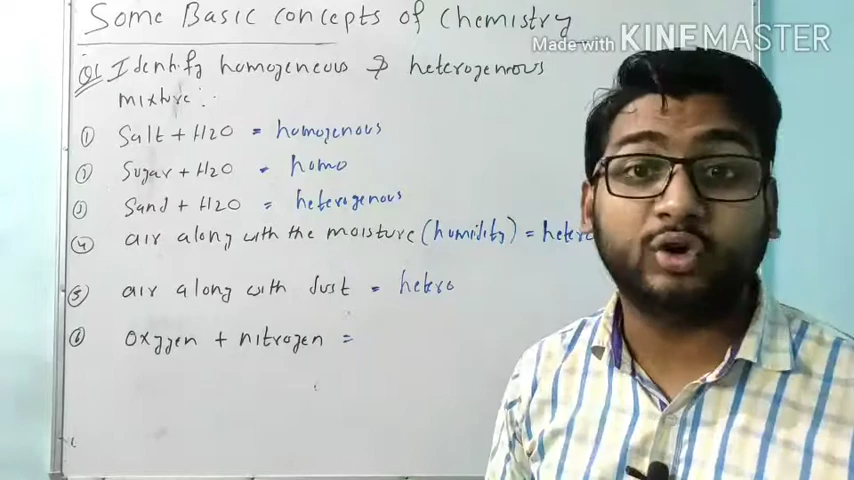 Some Basic concepts of Chemistry
Made with KINEMASTER
Q1 Identify homogeneous & heterogenous
mixture :-
① Salt + H2O = homogenous
② Sugar + H2O = homo
③ Sand + H2O = heterogenous
④ air along with the moisture (humidity) = hetero
⑤ air along with dust = hetero
⑥ Oxygen + nitrogen =